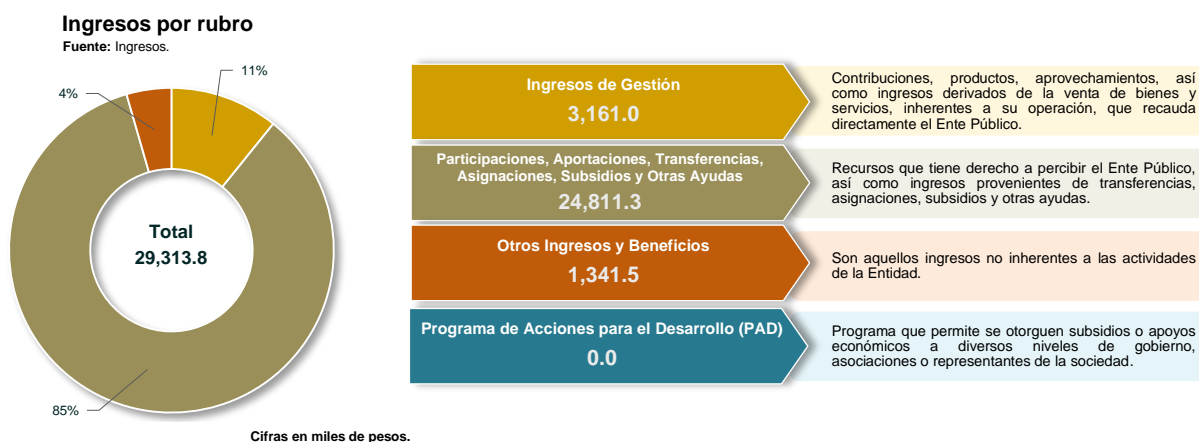 Ingresos por rubro
Fuente: Ingresos.
11%
4%
85%
Total
29,313.8
Ingresos de Gestión
3,161.0
Contribuciones, productos, aprovechamientos, así
como ingresos derivados de la venta de bienes y
servicios, inherentes a su operación, que recauda
directamente el Ente Público.
Participaciones, Aportaciones, Transferencias,
Asignaciones, Subsidios y Otras Ayudas
24,811.3
Recursos que tiene derecho a percibir el Ente Público,
así como ingresos provenientes de transferencias,
asignaciones, subsidios y otras ayudas.
Otros Ingresos y Beneficios
1,341.5
Son aquellos ingresos no inherentes a las actividades
de la Entidad.
Programa de Acciones para el Desarrollo (PAD)
0.0
Programa que permite se otorguen subsidios o apoyos
económicos a diversos niveles de gobierno,
asociaciones o representantes de la sociedad.
Cifras en miles de pesos.